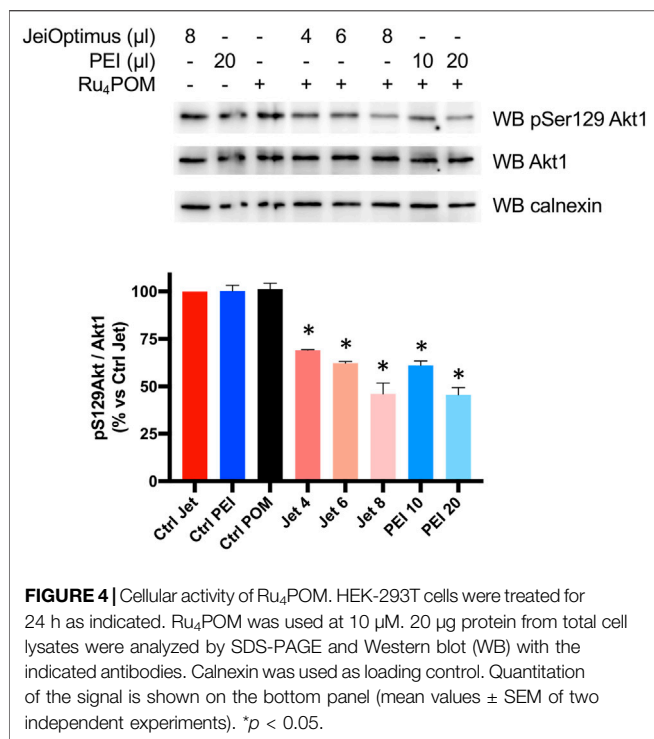 JeiOptimus (µl) 8 - - 4 6 8 - -
PEI (µl) - 20 - - - - 10 20
Ru₄POM - - + + + + + +
WB pSer129 Akt1
WB Akt1
WB calnexin
pS129Akt / Akt1
(% vs Ctrl Jet)
100
75
50
25
0
* * * * *
Ctrl Jet
Ctrl PEI
Ctrl POM
Jet 4
Jet 6
Jet 8
PEI 10
PEI 20
FIGURE 4 | Cellular activity of Ru₄POM. HEK-293T cells were treated for
24 h as indicated. Ru₄POM was used at 10 µM. 20 µg protein from total cell
lysates were analyzed by SDS-PAGE and Western blot (WB) with the
indicated antibodies. Calnexin was used as loading control. Quantitation
of the signal is shown on the bottom panel (mean values ± SEM of two
independent experiments). *p < 0.05.